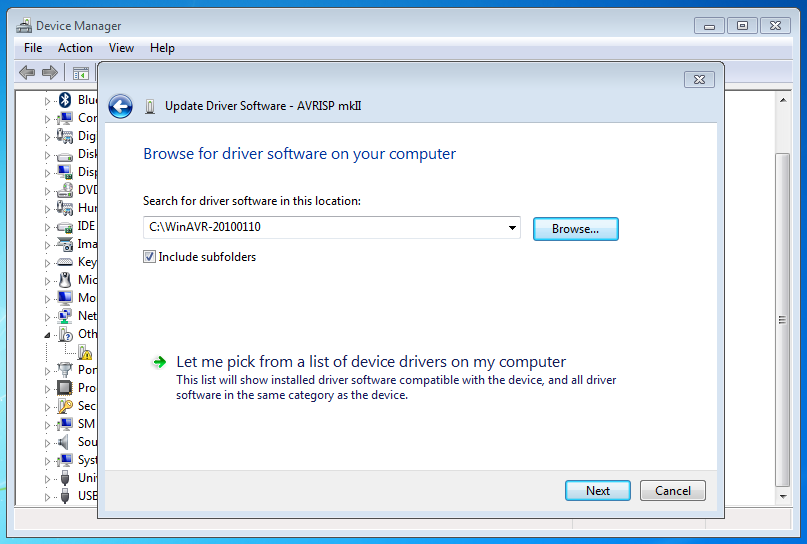 Device Manager
File Action View Help
Update Driver Software - AVRISP mkII
Browse for driver software on your computer
Search for driver software in this location:
C:\WinAVR-20100110
Browse...
Include subfolders
Let me pick from a list of device drivers on my computer
This list will show installed driver software compatible with the device, and all driver
software in the same category as the device.
Next Cancel
Blu
Con
Digi
Disk
Disp
DVD
Hur
IDE
Ima
Key
Mic
Mo
Net
Oth
Por
Pro
Sec
SM
Sou
Syst
Uni
USB